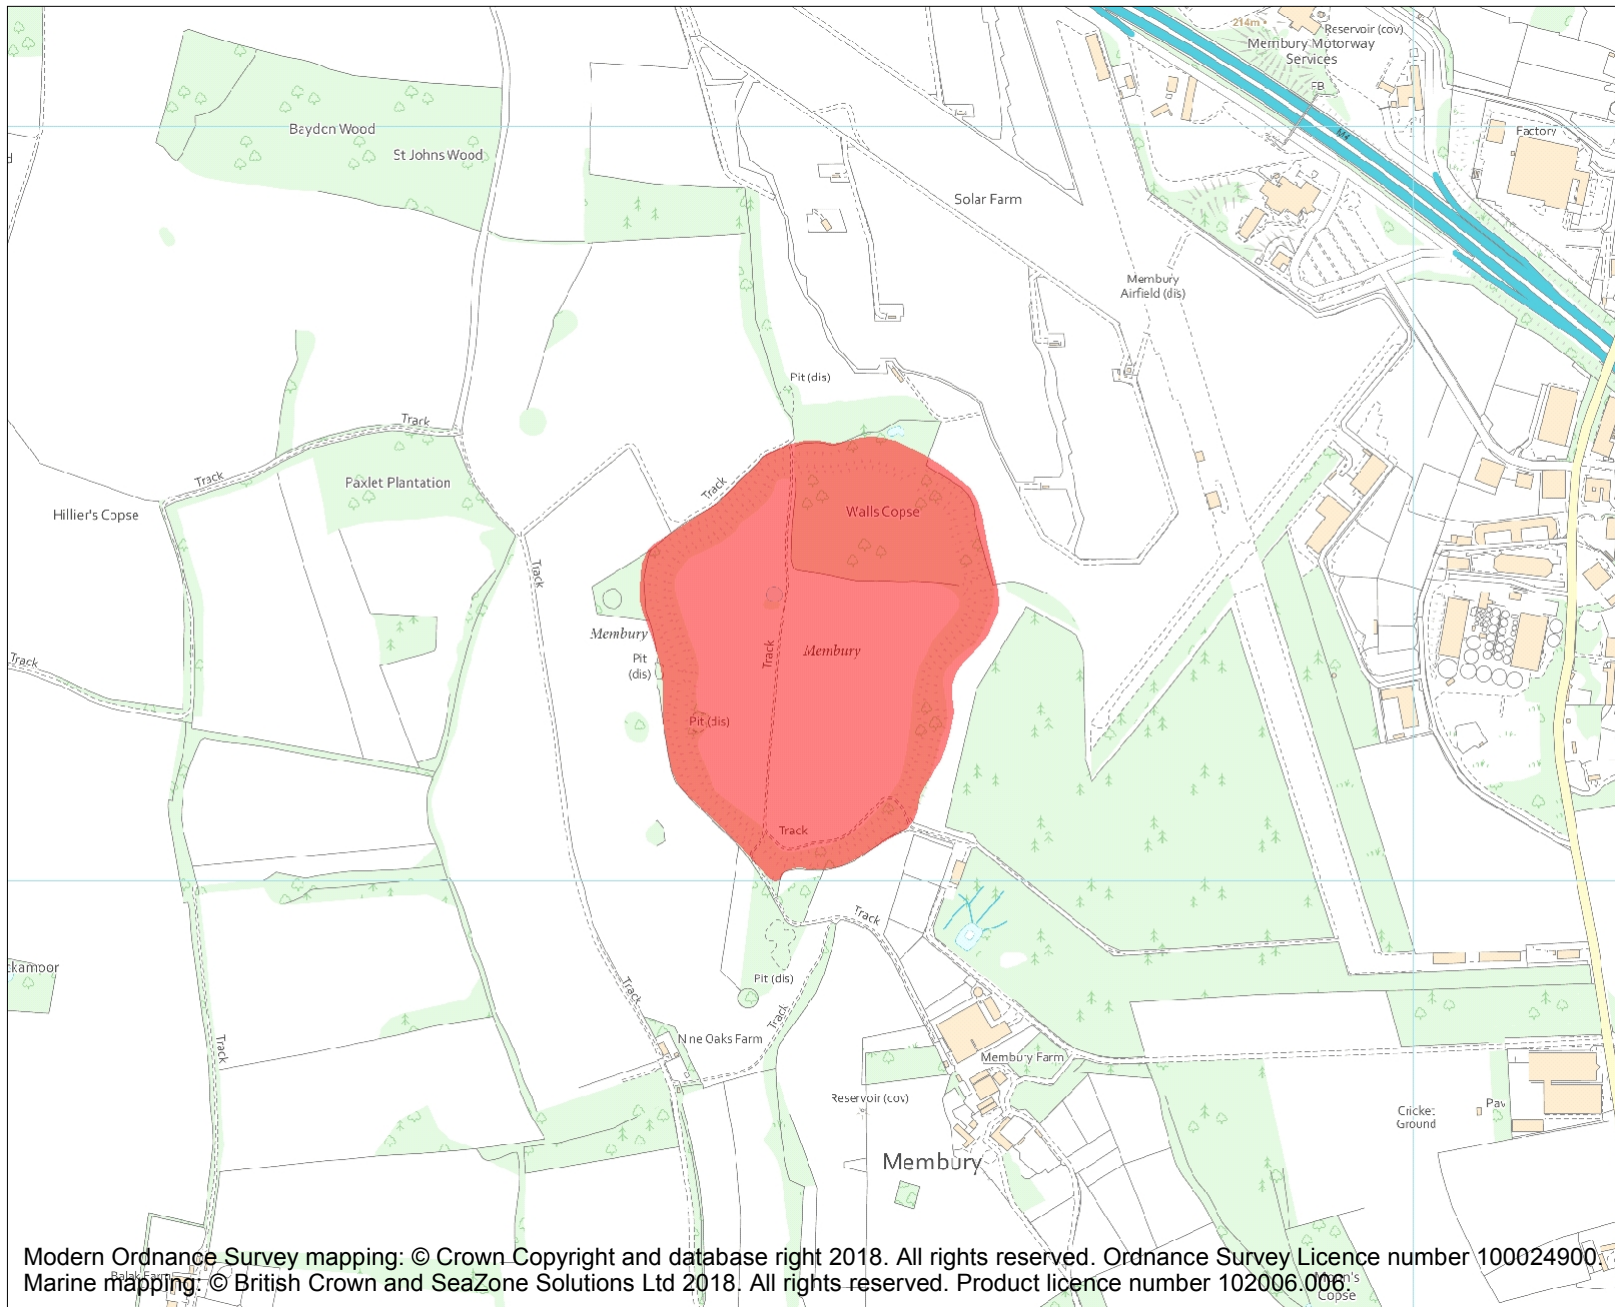 214m
Reservoir (cov)
Membury Motorway
Services
FB
M4
Factory
Baydon Wood
St Johns Wood
Solar Farm
Membury
Airfield (dis)
Pit (dis)
Track
Track
Paxlet Plantation
Track
Hillier's Copse
Walls Copse
Track
Membury
Pit
(dis)
Track
Membury
Track
Pit (dis)
Track
Track
Pit (dis)
Track
Track
Track
Nine Oaks Farm
Membury Farm
Reservoir (cov)
Cricket
Ground
Pav
Membury
Balak Farm
Copse
Modern Ordnance Survey mapping: © Crown Copyright and database right 2018. All rights reserved. Ordnance Survey Licence number 100024900.
Marine mapping: © British Crown and SeaZone Solutions Ltd 2018. All rights reserved. Product licence number 102006.006.